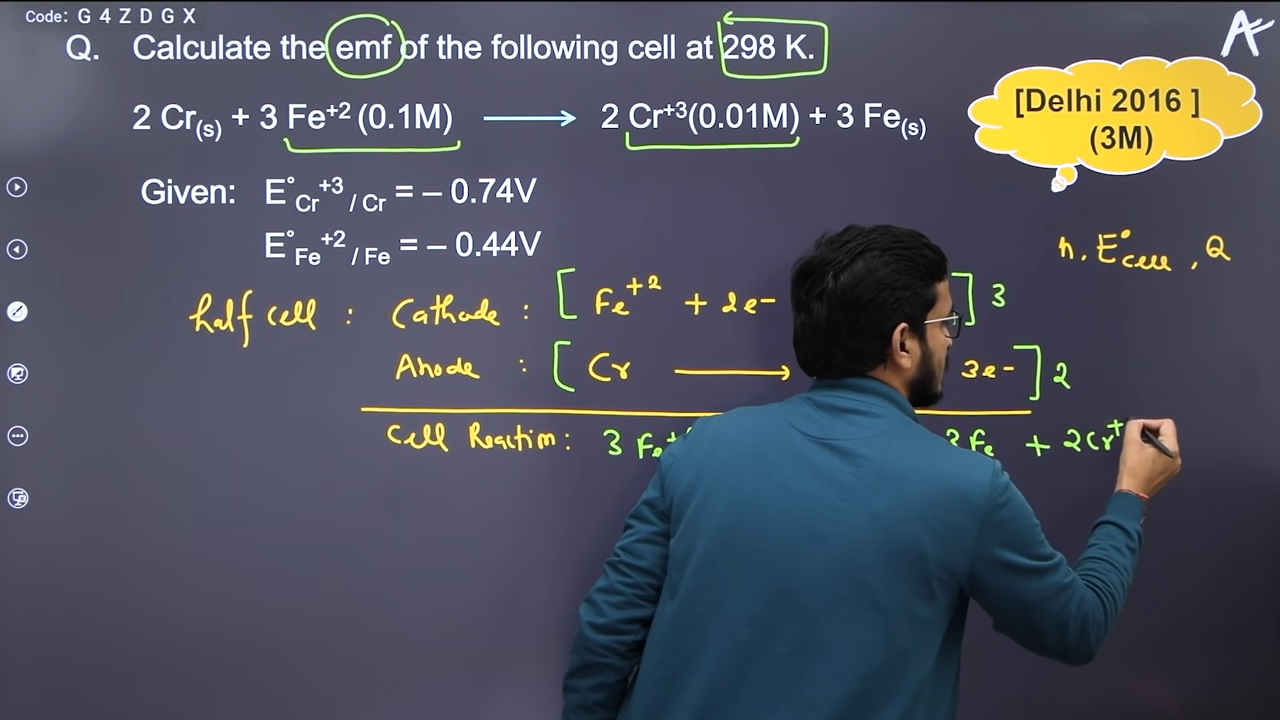 Code: G 4 Z D G X
Q. Calculate the emf of the following cell at 298 K.
2 Cr(s) + 3 Fe+2 (0.1M) ⟶ 2 Cr+3(0.01M) + 3 Fe(s)
[Delhi 2016 ]
(3M)
Given: E°Cr+3/Cr = – 0.74V
E°Fe+2/Fe = – 0.44V
n, E°cell, Q
half cell : Cathode : [ Fe+2 + 2e- ] 3
Anode : [ Cr ⟶ 3e- ] 2
Cell Reaction: 3 Fe+ 3Fe + 2Cr+